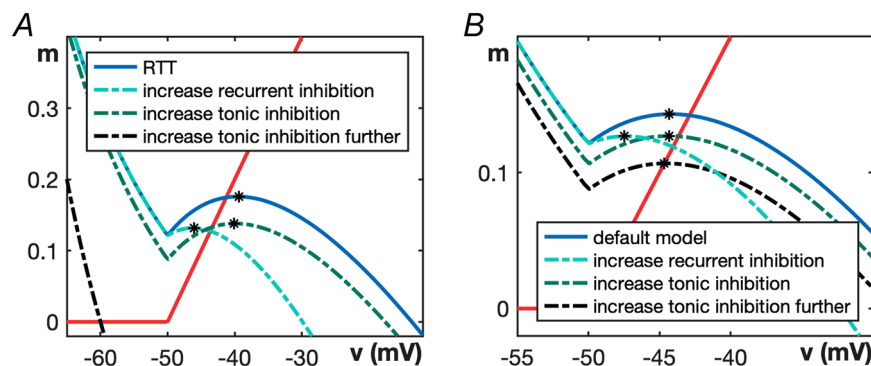 A
m
RTT
increase recurrent inhibition
increase tonic inhibition
increase tonic inhibition further
0.3
0.2
0.1
0
-60
-50
-40
-30
v (mV)
B
m
0.1
0
default model
increase recurrent inhibition
increase tonic inhibition
increase tonic inhibition further
-55
-50
-45
-40
v (mV)